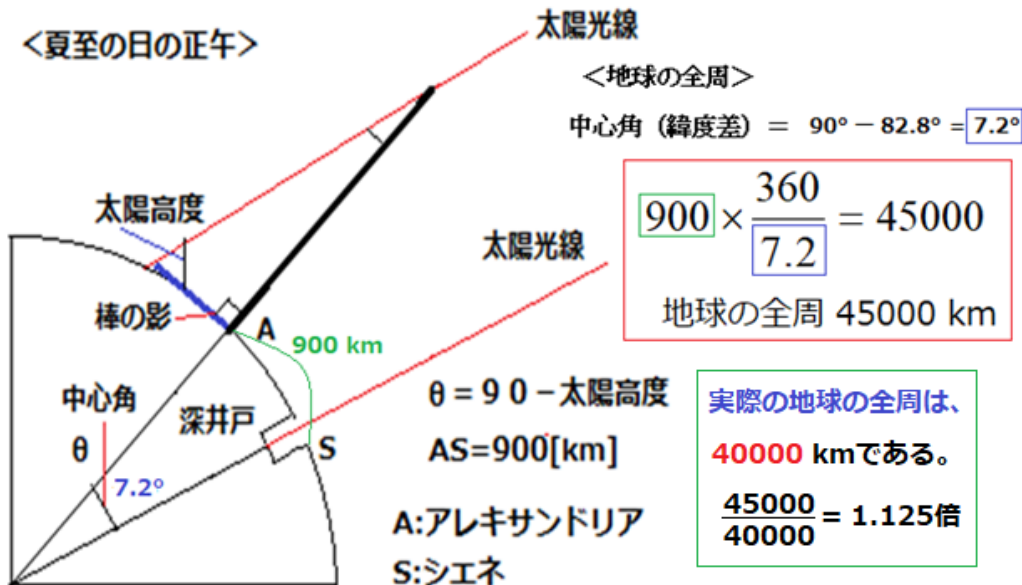 <夏至の日の正午>
太陽光線
<地球の全周>
中心角（緯度差） = 90° − 82.8° = 7.2°
900 × 360/7.2 = 45000
地球の全周 45000 km
太陽高度
太陽光線
棒の影
A
900 km
中心角
θ
7.2°
深井戸
S
θ = 9 0 − 太陽高度
AS=900[km]
A:アレキサンドリア
S:シエネ
実際の地球の全周は、
40000 kmである。
45000/40000 = 1.125倍